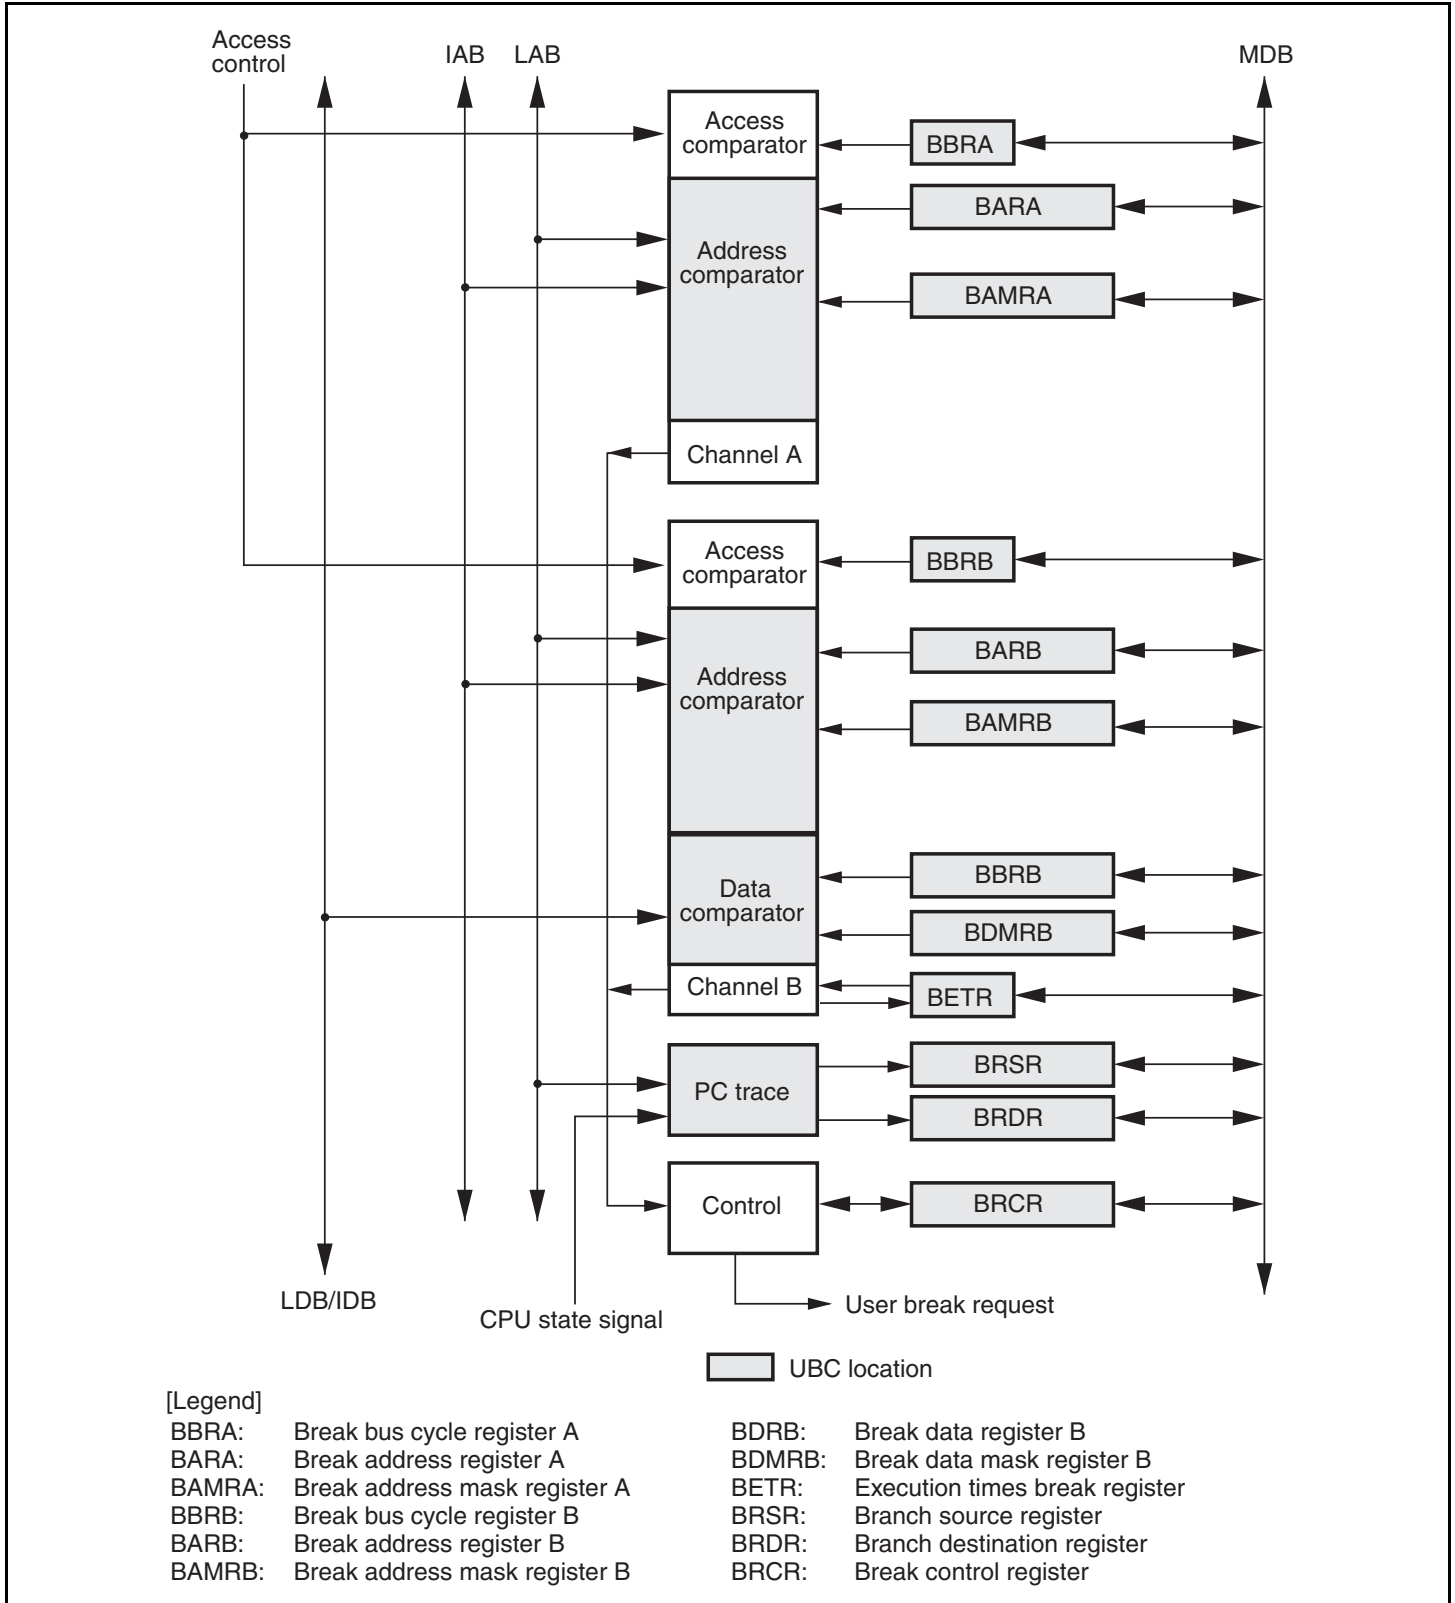 Access
control
IAB
LAB
MDB
Access
comparator
BBRA
BARA
Address
comparator
BAMRA
Channel A
Access
comparator
BBRB
BARB
Address
comparator
BAMRB
BBRB
Data
comparator
BDMRB
Channel B
BETR
BRSR
PC trace
BRDR
Control
BRCR
LDB/IDB
CPU state signal
User break request
UBC location
[Legend]
BBRA: Break bus cycle register A
BARA: Break address register A
BAMRA: Break address mask register A
BBRB: Break bus cycle register B
BARB: Break address register B
BAMRB: Break address mask register B
BDRB: Break data register B
BDMRB: Break data mask register B
BETR: Execution times break register
BRSR: Branch source register
BRDR: Branch destination register
BRCR: Break control register